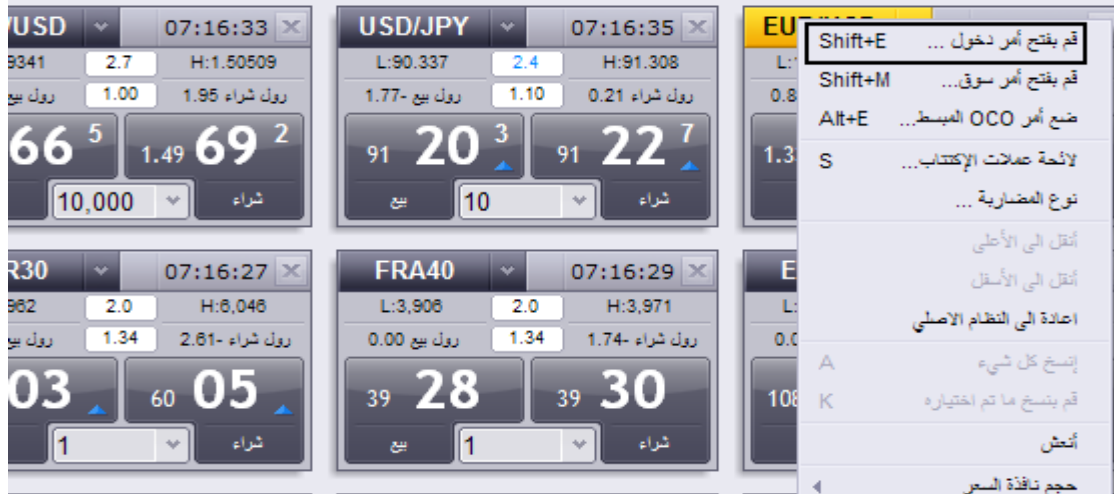 /USD 07:16:33
9341 2.7 H:1.50509
رول بيع 1.00 رول شراء 1.95
66 5 1.49 69 2
10,000 شراء
USD/JPY 07:16:35
L:90.337 2.4 H:91.308
رول بيع -1.77 1.10 رول شراء 0.21
91 20 3 91 22 7
بيع 10 شراء
R30 07:16:27
962 2.0 H:6,046
رول بيع 1.34 رول شراء -2.61
03 60 05
1 شراء
FRA40 07:16:29
L:3,906 2.0 H:3,971
رول بيع 0.00 1.34 رول شراء -1.74
39 28 39 30
بيع 1 شراء
EU
L:
0.8
1.3
E
L:
0.0
108
قم بفتح أمر دخول ... Shift+E
قم بفتح أمر سوق... Shift+M
ضع أمر OCO المبسط... Alt+E
لائحة عملات الإكتتاب... S
نوع المضاربة ...
أنقل الى الأعلى
أنقل الى الأسفل
اعادة الى النظام الاصلي
إنسخ كل شيء A
قم بنسخ ما تم اختياره K
أنعش
حجم نافذة السعر